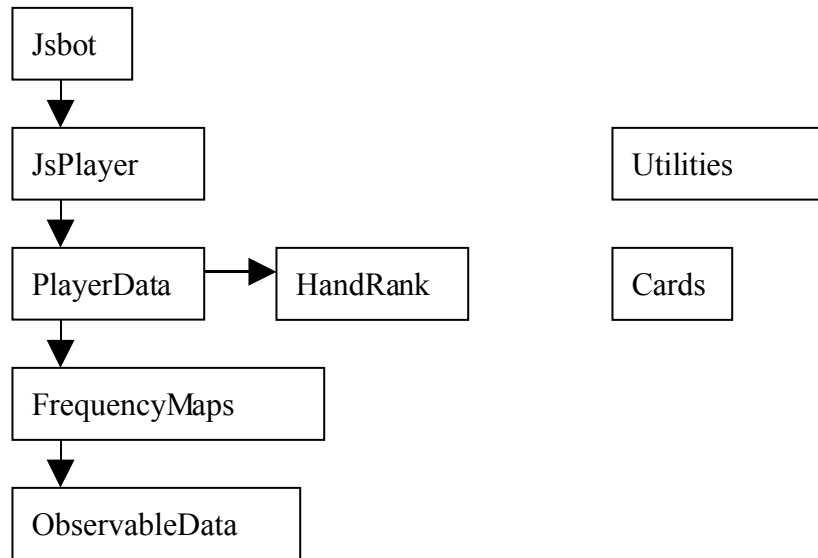 Jsbot
JsPlayer
Utilities
PlayerData
HandRank
Cards
FrequencyMaps
ObservableData